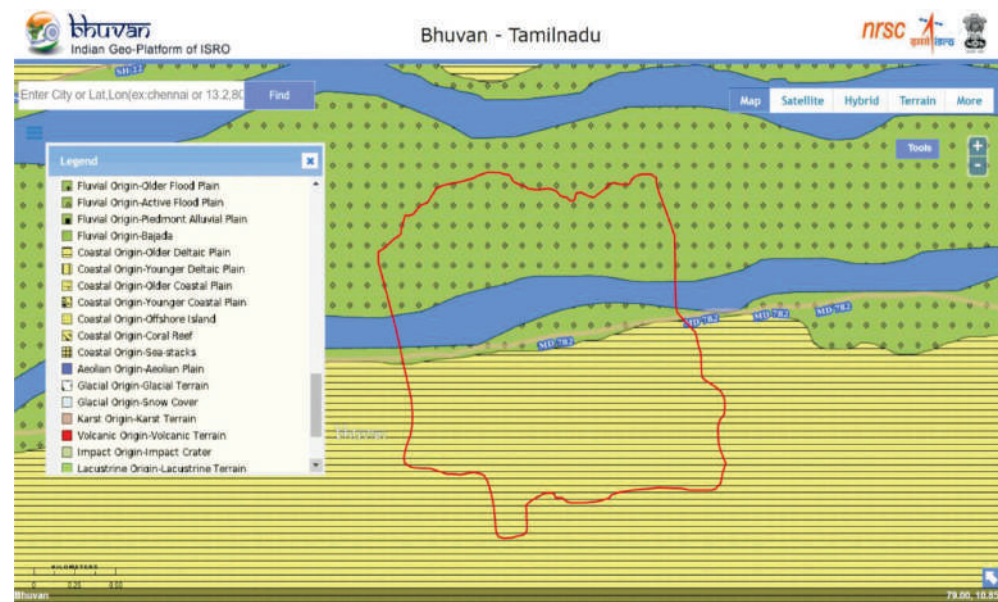 bhuvan
Indian Geo-Platform of ISRO
Bhuvan - Tamilnadu
nrsc
इसरो isro
SH-22
Enter City or Lat,Lon(ex:chennai or 13.2,80
Find
Map
Satellite
Hybrid
Terrain
More
Tools
+
-
Legend
x
Fluvial Origin-Older Flood Plain
Fluvial Origin-Active Flood Plain
Fluvial Origin-Piedmont Alluvial Plain
Fluvial Origin-Bajada
Coastal Origin-Older Deltaic Plain
Coastal Origin-Younger Deltaic Plain
Coastal Origin-Older Coastal Plain
Coastal Origin-Younger Coastal Plain
Coastal Origin-Offshore Island
Coastal Origin-Coral Reef
Coastal Origin-Sea-stacks
Aeolian Origin-Aeolian Plain
Glacial Origin-Glacial Terrain
Glacial Origin-Snow Cover
Karst Origin-Karst Terrain
Volcanic Origin-Volcanic Terrain
Impact Origin-Impact Crater
Lacustrine Origin-Lacustrine Terrain
MD-782
MD-782
MD-782
MD-782
bhuvan
KILOMETERS
0 0.25 0.50
Bhuvan
79.00, 10.85